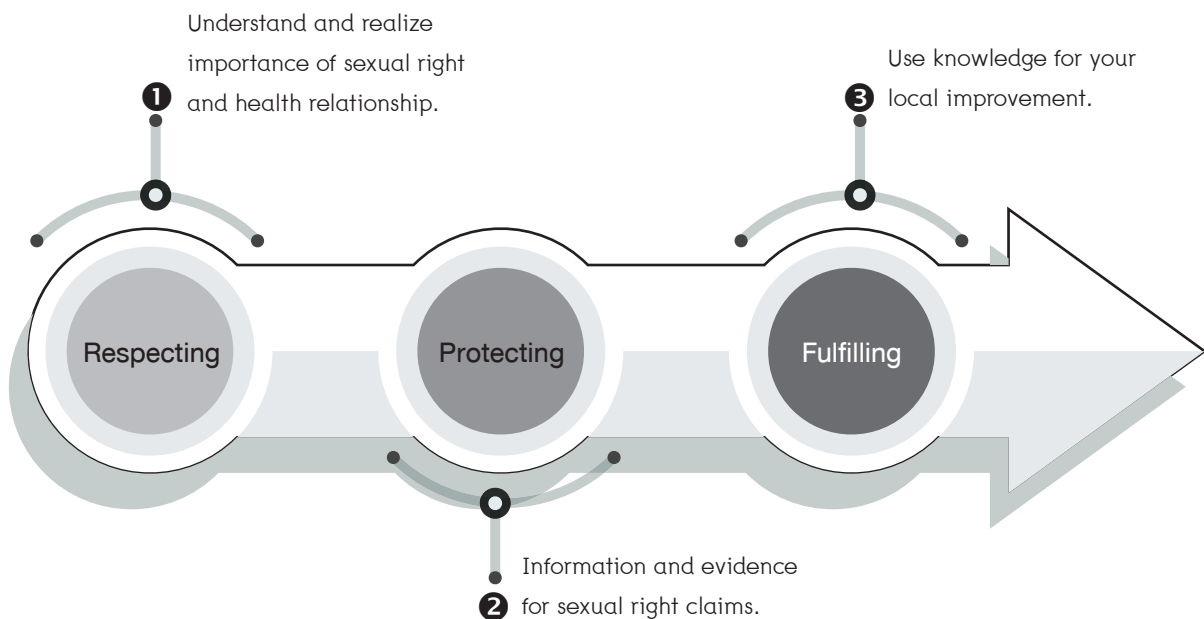 Understand and realize
importance of sexual right
1 and health relationship.
Use knowledge for your
3 local improvement.
Respecting
Protecting
Fulfilling
Information and evidence
2 for sexual right claims.